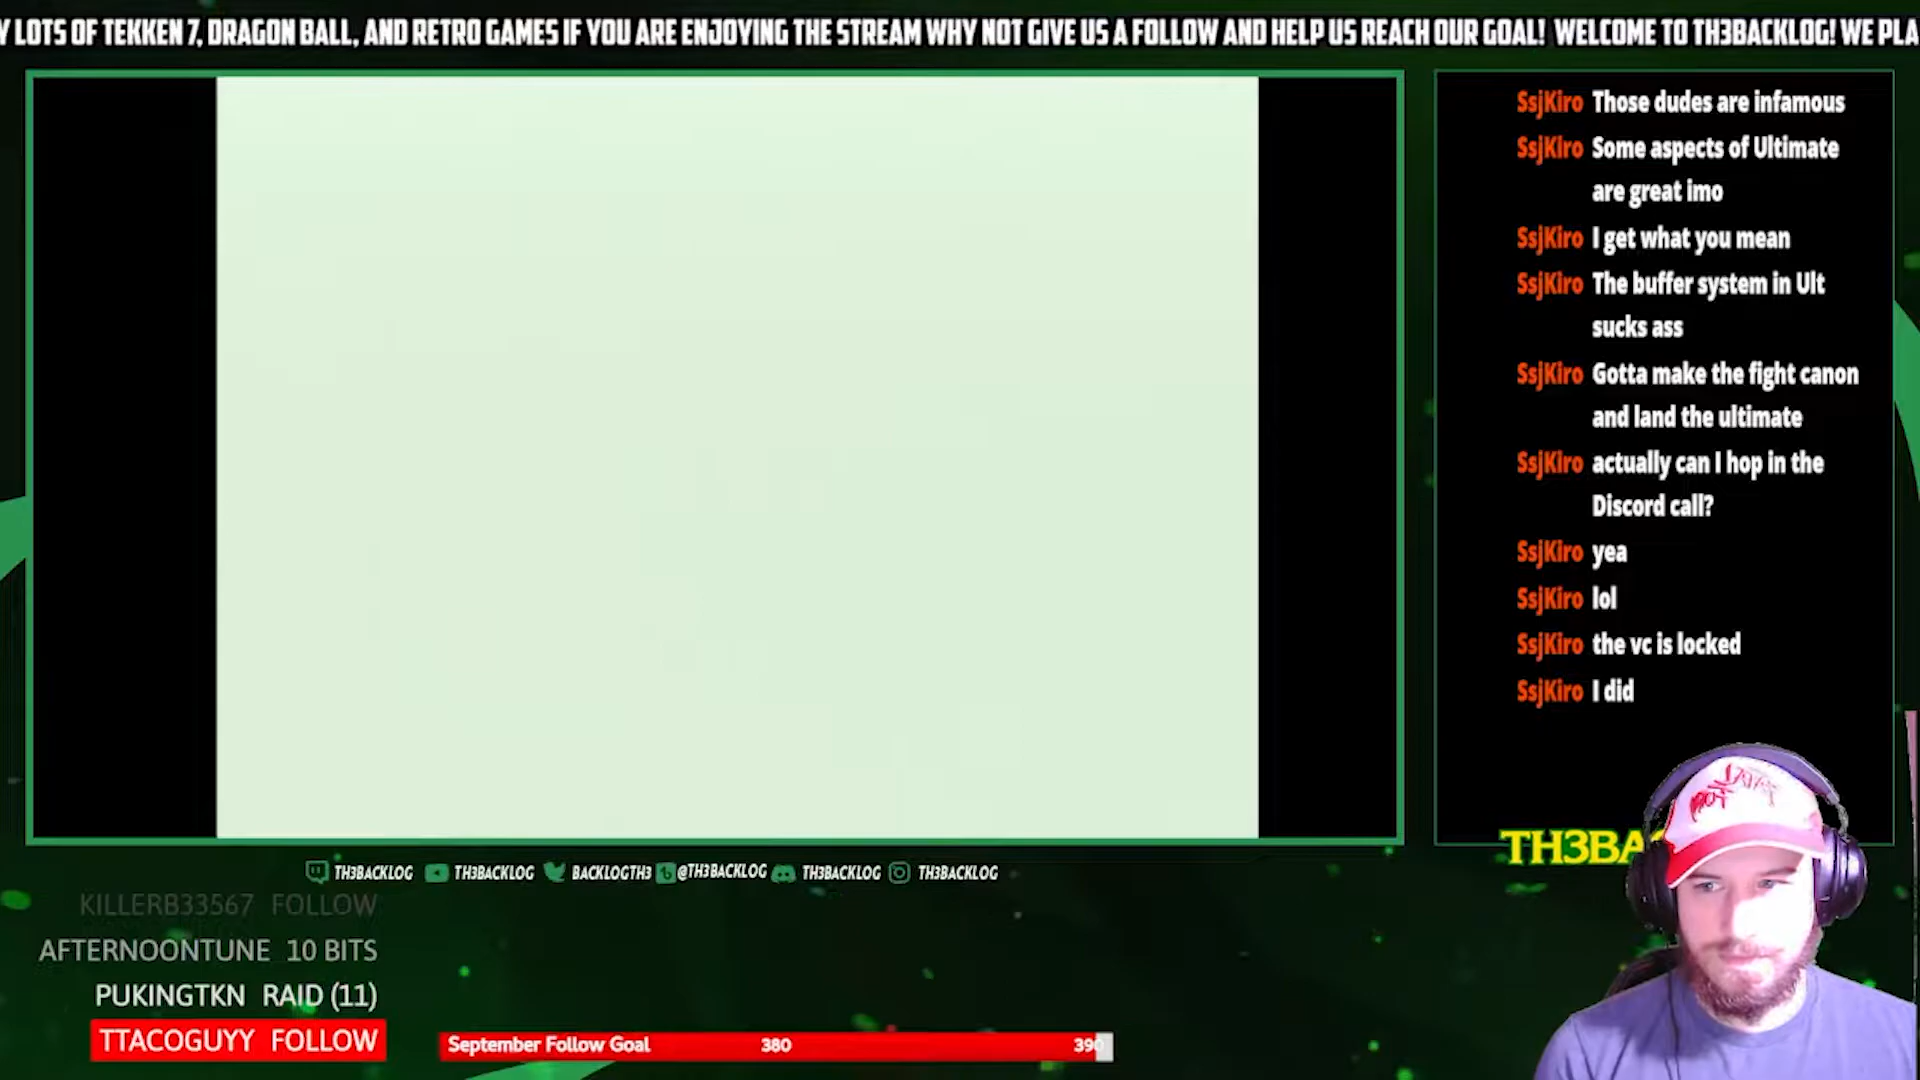 Y LOTS OF TEKKEN 7, DRAGON BALL, AND RETRO GAMES IF YOU ARE ENJOYING THE STREAM WHY NOT GIVE US A FOLLOW AND HELP US REACH OUR GOAL! WELCOME TO TH3BACKLOG! WE PLA
SsjKiro Those dudes are infamous
SsjKiro Some aspects of Ultimate
are great imo
SsjKiro I get what you mean
SsjKiro The buffer system in Ult
sucks ass
SsjKiro Gotta make the fight canon
and land the ultimate
SsjKiro actually can I hop in the
Discord call?
SsjKiro yea
SsjKiro lol
SsjKiro the vc is locked
SsjKiro I did
TH3BA
TH3BACKLOG TH3BACKLOG BACKLOGTH3 @TH3BACKLOG TH3BACKLOG TH3BACKLOG
KILLERB33567 FOLLOW
AFTERNOONTUNE 10 BITS
PUKINGTKN RAID (11)
TTACOGUYY FOLLOW
September Follow Goal 380 390